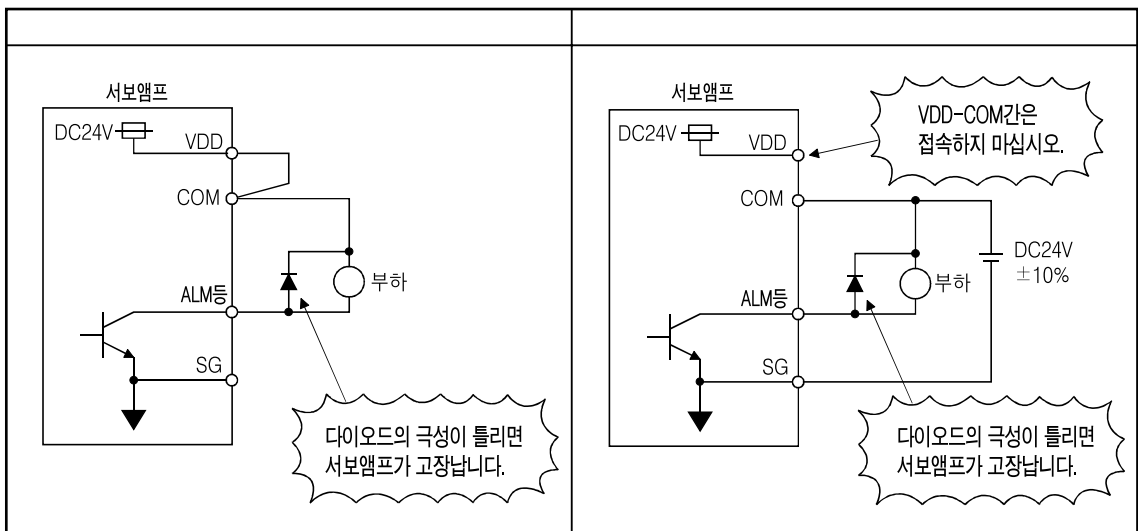 서보앰프
DC24V
VDD
COM
부하
ALM등
SG
다이오드의 극성이 틀리면
서보앰프가 고장납니다.
서보앰프
DC24V
VDD
VDD-COM간은
접속하지 마십시오.
COM
DC24V
±10%
부하
ALM등
SG
다이오드의 극성이 틀리면
서보앰프가 고장납니다.